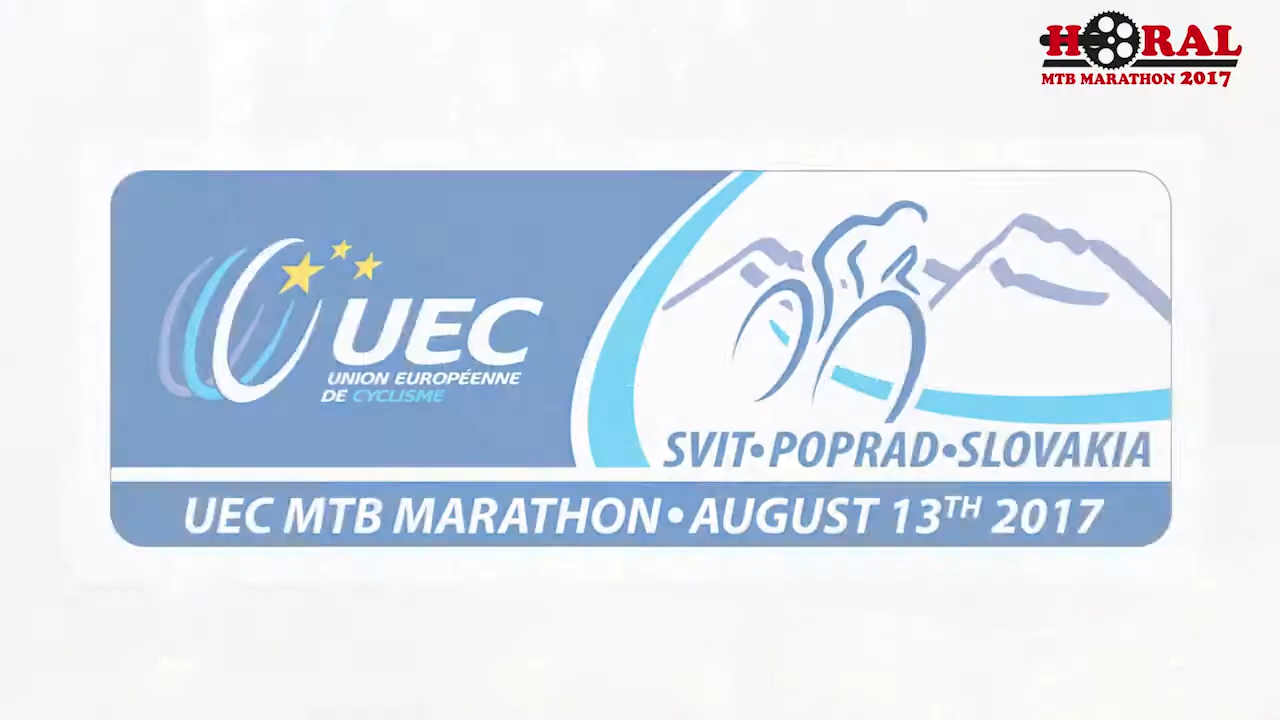 HORAL
MTB MARATHON 2017
UEC
UNION EUROPÉENNE
DE CYCLISME
SVIT•POPRAD•SLOVAKIA
UEC MTB MARATHON•AUGUST 13TH 2017